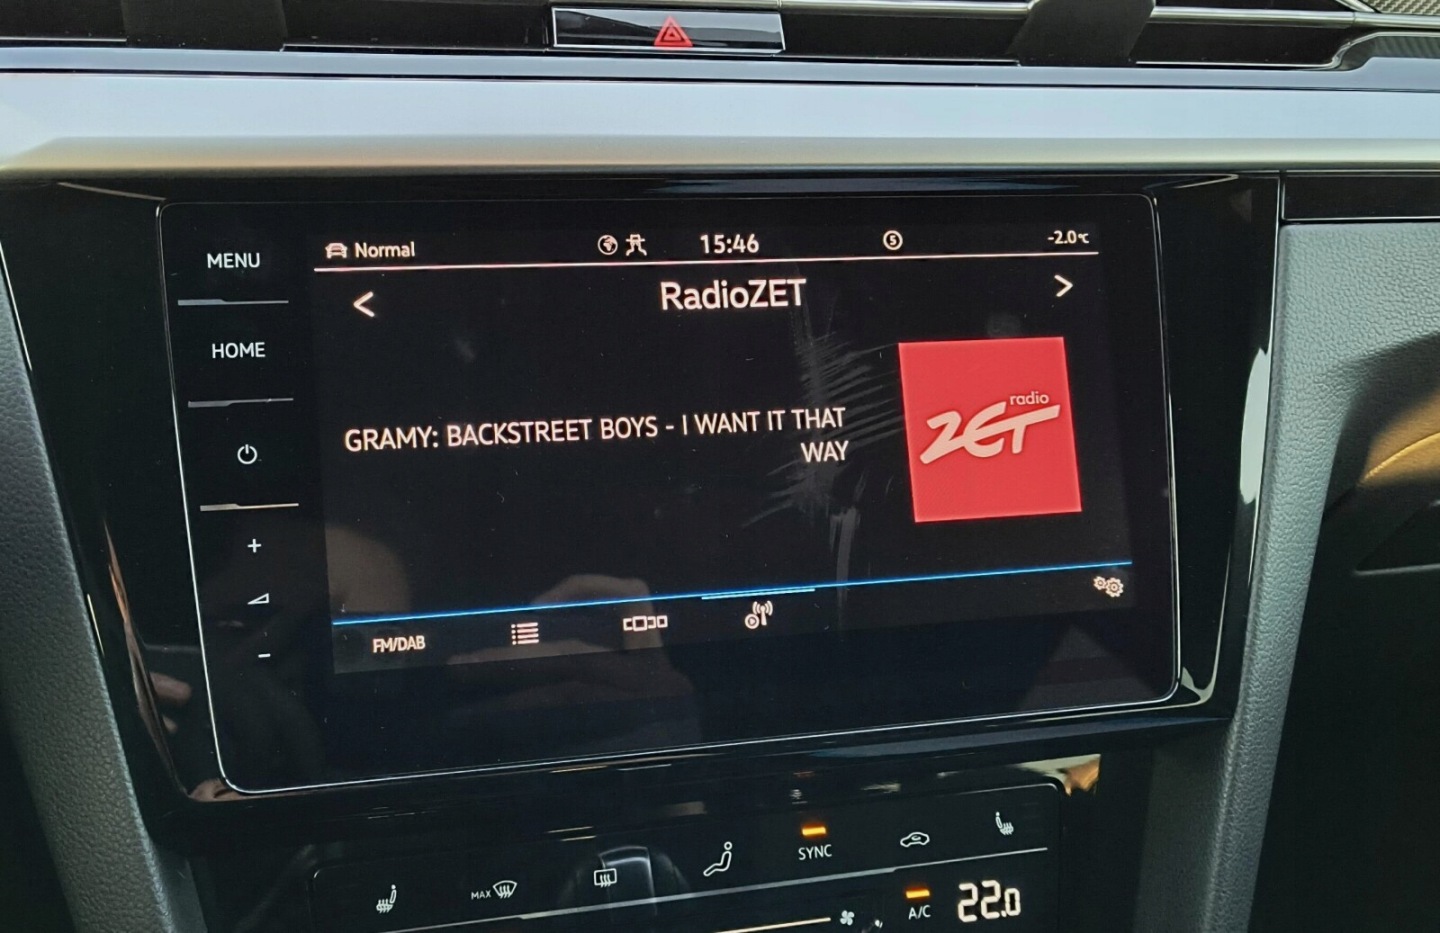 MENU
HOME
+
-
Normal
15:46
5
-2.0°C
<
RadioZET
>
GRAMY: BACKSTREET BOYS - I WANT IT THAT
WAY
radio
ZET
FM/DAB
MAX
SYNC
A/C
22.0